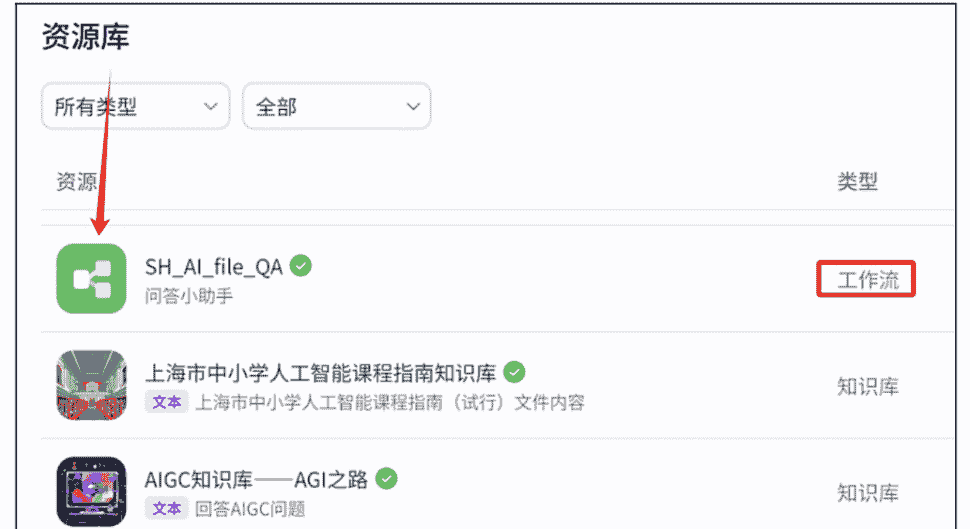 资源库
所有类型 全部
资源 类型
SH_AI_file_QA
问答小助手
工作流
上海市中小学人工智能课程指南知识库
文本 上海市中小学人工智能课程指南（试行）文件内容
知识库
AIGC知识库——AGI之路
文本 回答AIGC问题
知识库